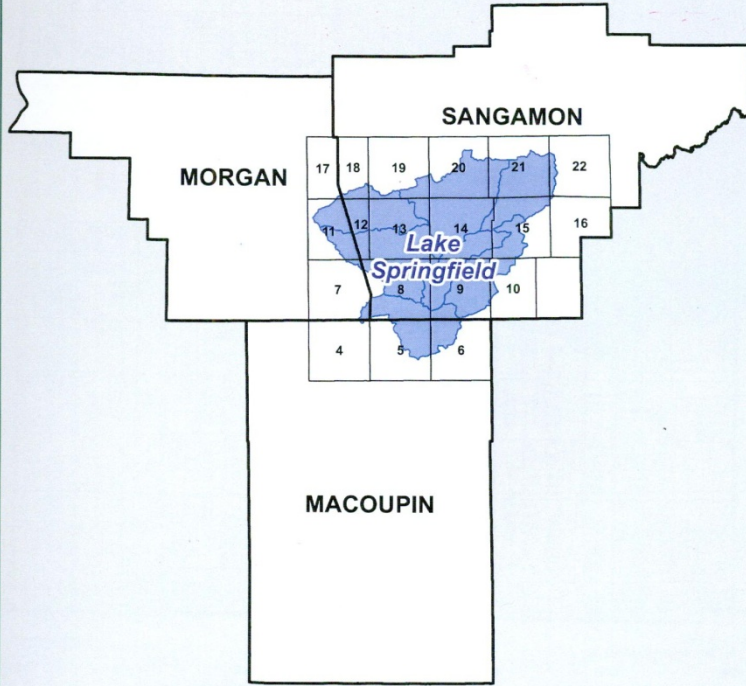 SANGAMON
MORGAN
17 18 19 20 21 22
11 12 13 14 15 16
Lake
Springfield
7 8 9 10
4 5 6
MACOUPIN